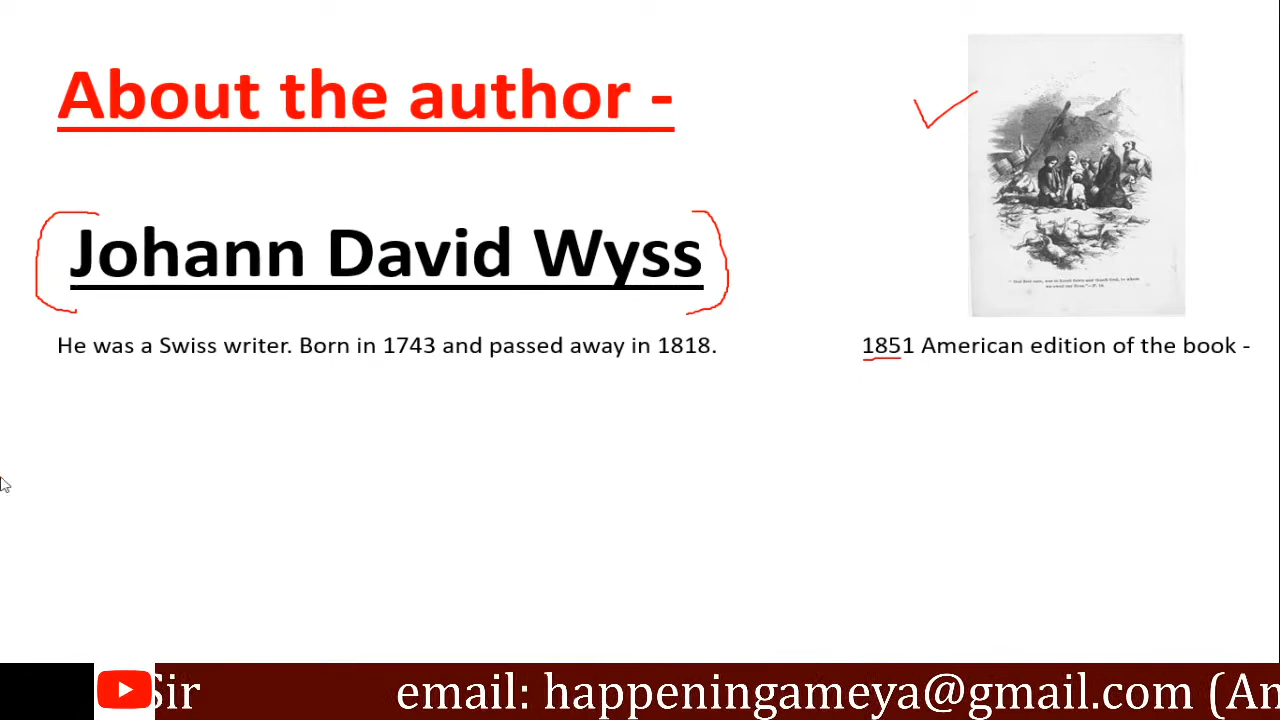 About the author -
Johann David Wyss
He was a Swiss writer. Born in 1743 and passed away in 1818.
1851 American edition of the book -
Sir email: happeningameya@gmail.com (An